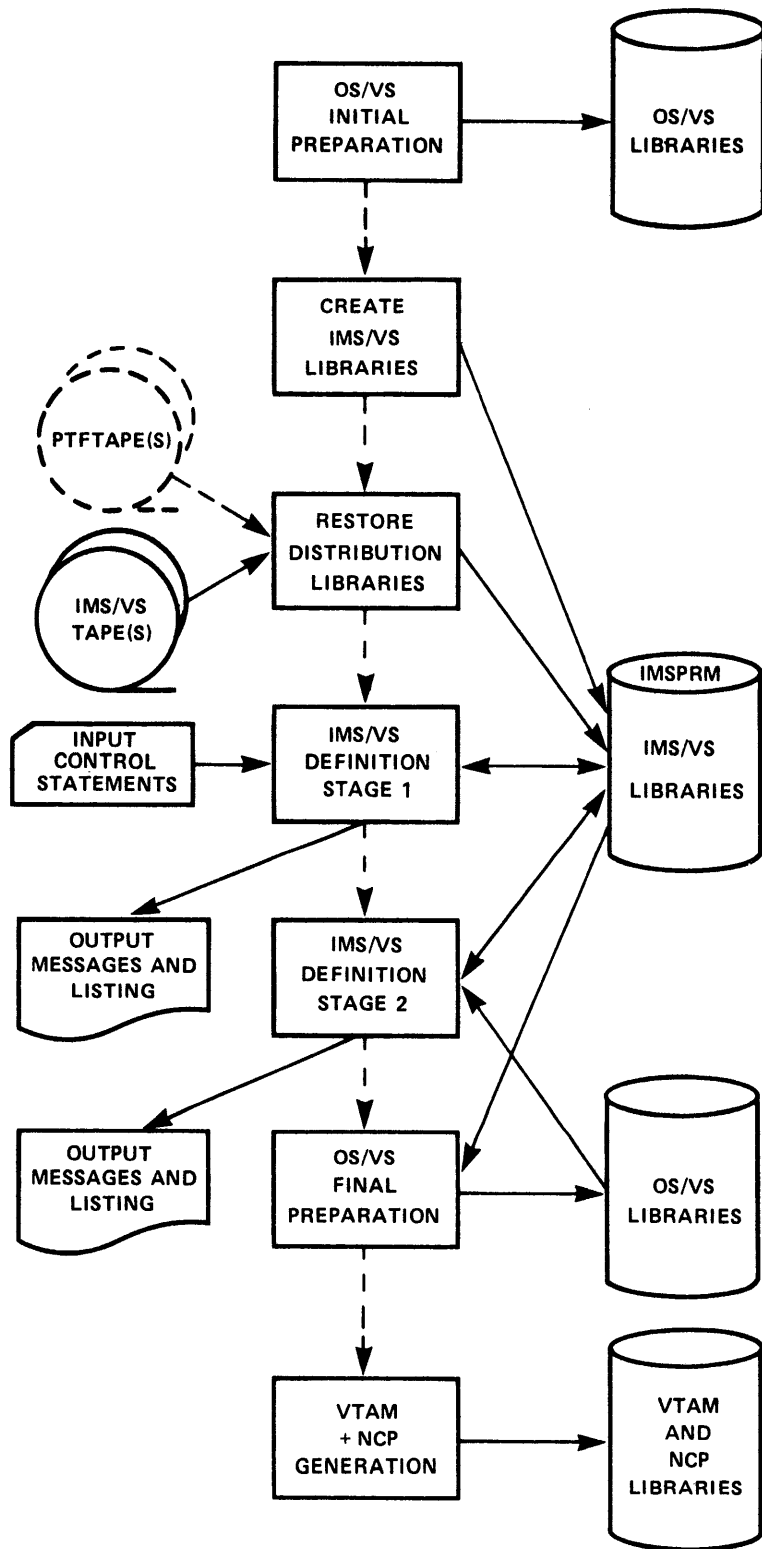 OS/VS
INITIAL
PREPARATION
OS/VS
LIBRARIES
CREATE
IMS/VS
LIBRARIES
PTFTAPE(S)
RESTORE
DISTRIBUTION
LIBRARIES
IMS/VS
TAPE(S)
IMSPRM
IMS/VS
LIBRARIES
INPUT
CONTROL
STATEMENTS
IMS/VS
DEFINITION
STAGE 1
OUTPUT
MESSAGES AND
LISTING
IMS/VS
DEFINITION
STAGE 2
OUTPUT
MESSAGES AND
LISTING
OS/VS
FINAL
PREPARATION
OS/VS
LIBRARIES
VTAM
+ NCP
GENERATION
VTAM
AND
NCP
LIBRARIES